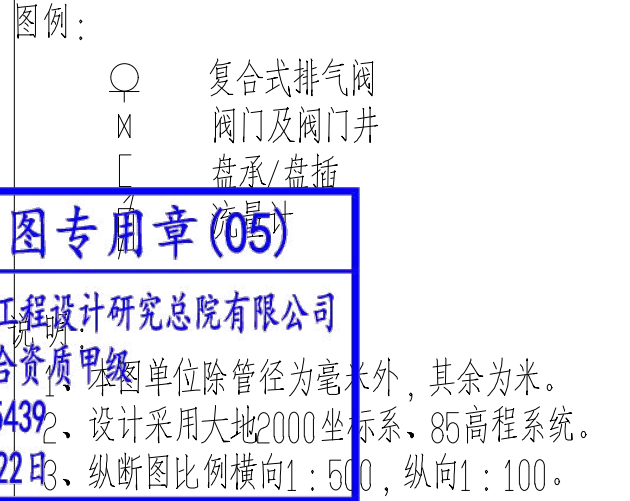 图例：
复合式排气阀
阀门及阀门井
盘承/盘插
流量计
图专用章(05)
工程设计研究总院有限公司
说明：
合资质甲级
1、本图单位除管径为毫米外，其余为米。
5439
2、设计采用大地2000坐标系、85高程系统。
22日
3、纵断图比例横向1：500，纵向1：100。